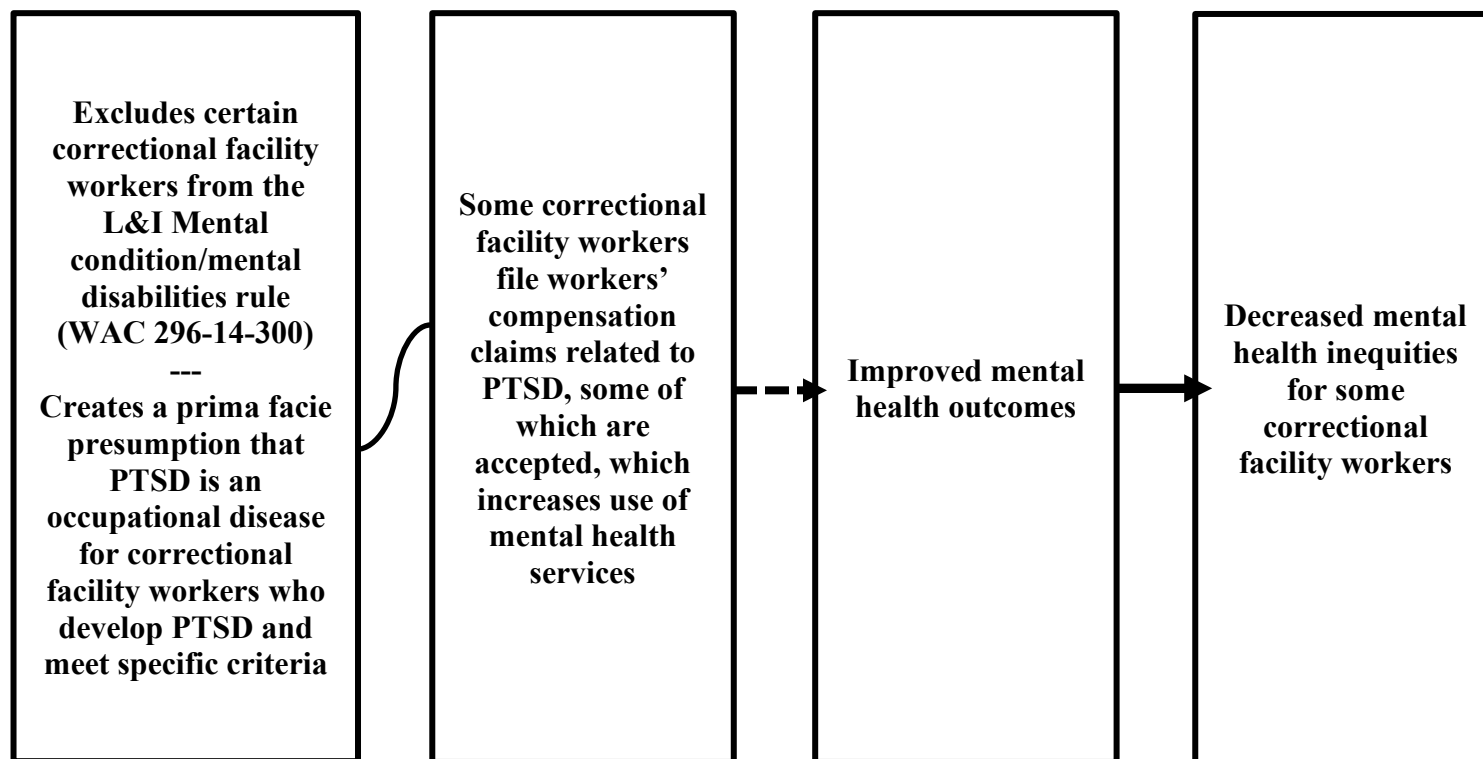 Excludes certain
correctional facility
workers from the
L&I Mental
condition/mental
disabilities rule
(WAC 296-14-300)
---
Creates a prima facie
presumption that
PTSD is an
occupational disease
for correctional
facility workers who
develop PTSD and
meet specific criteria
Some correctional
facility workers
file workers’
compensation
claims related to
PTSD, some of
which are
accepted, which
increases use of
mental health
services
Improved mental
health outcomes
Decreased mental
health inequities
for some
correctional
facility workers